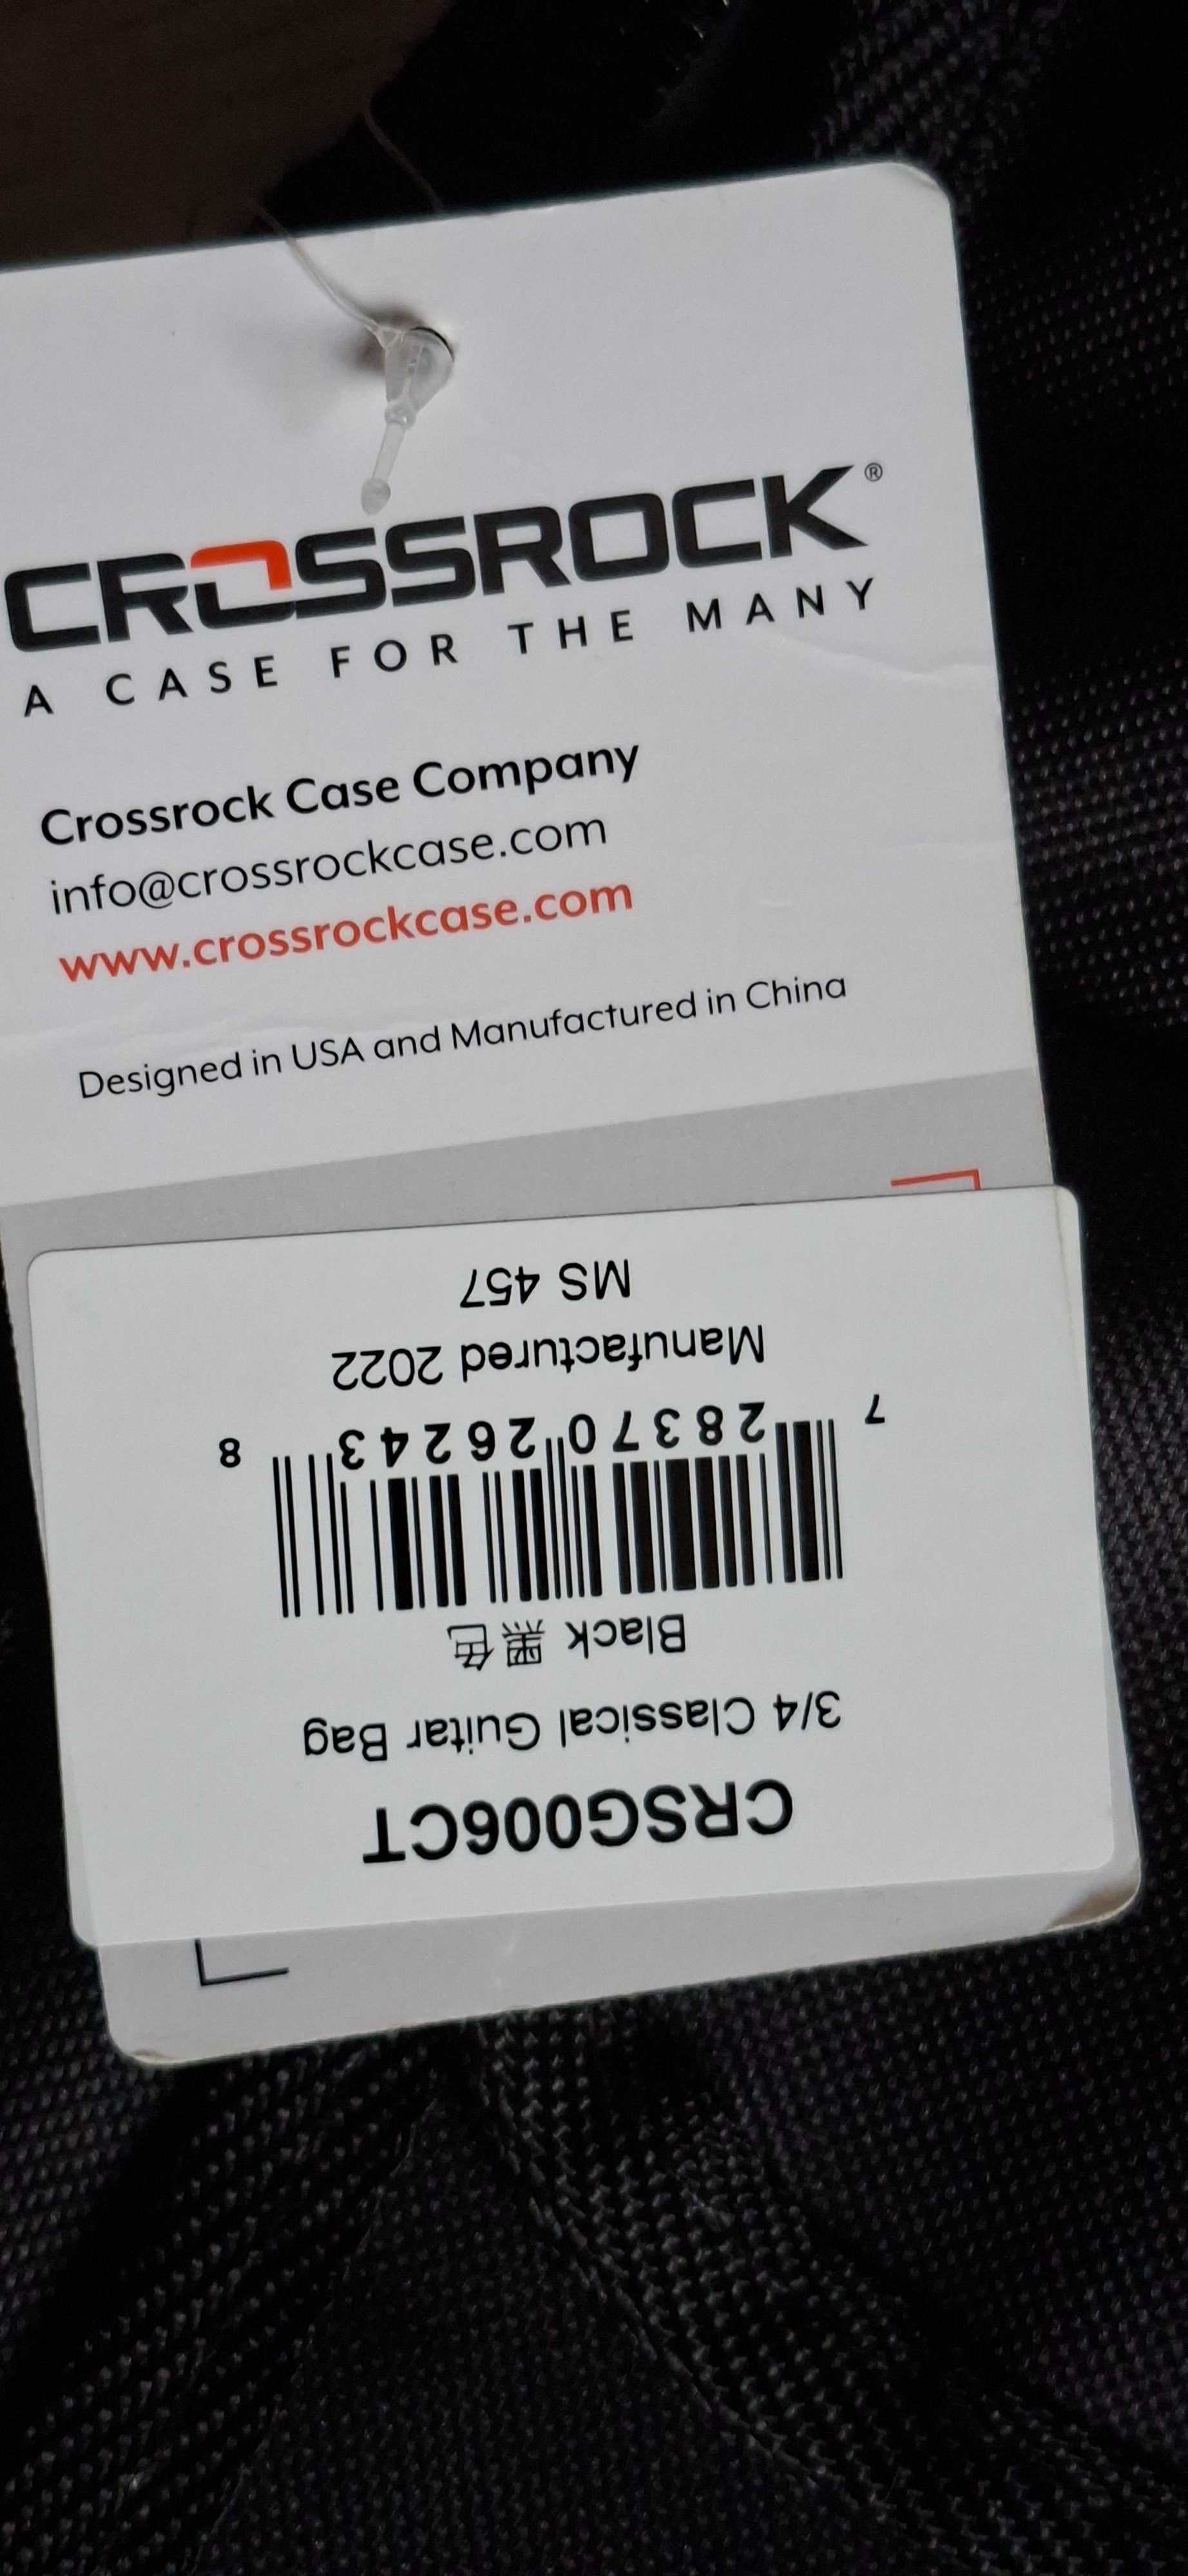 CROSSROCK®
A CASE FOR THE MANY
Crossrock Case Company
info@crossrockcase.com
www.crossrockcase.com
Designed in USA and Manufactured in China
CRSG006CT
3/4 Classical Guitar Bag
Black 黑色
7 28370 26243 8
Manufactured 2022
MS 457